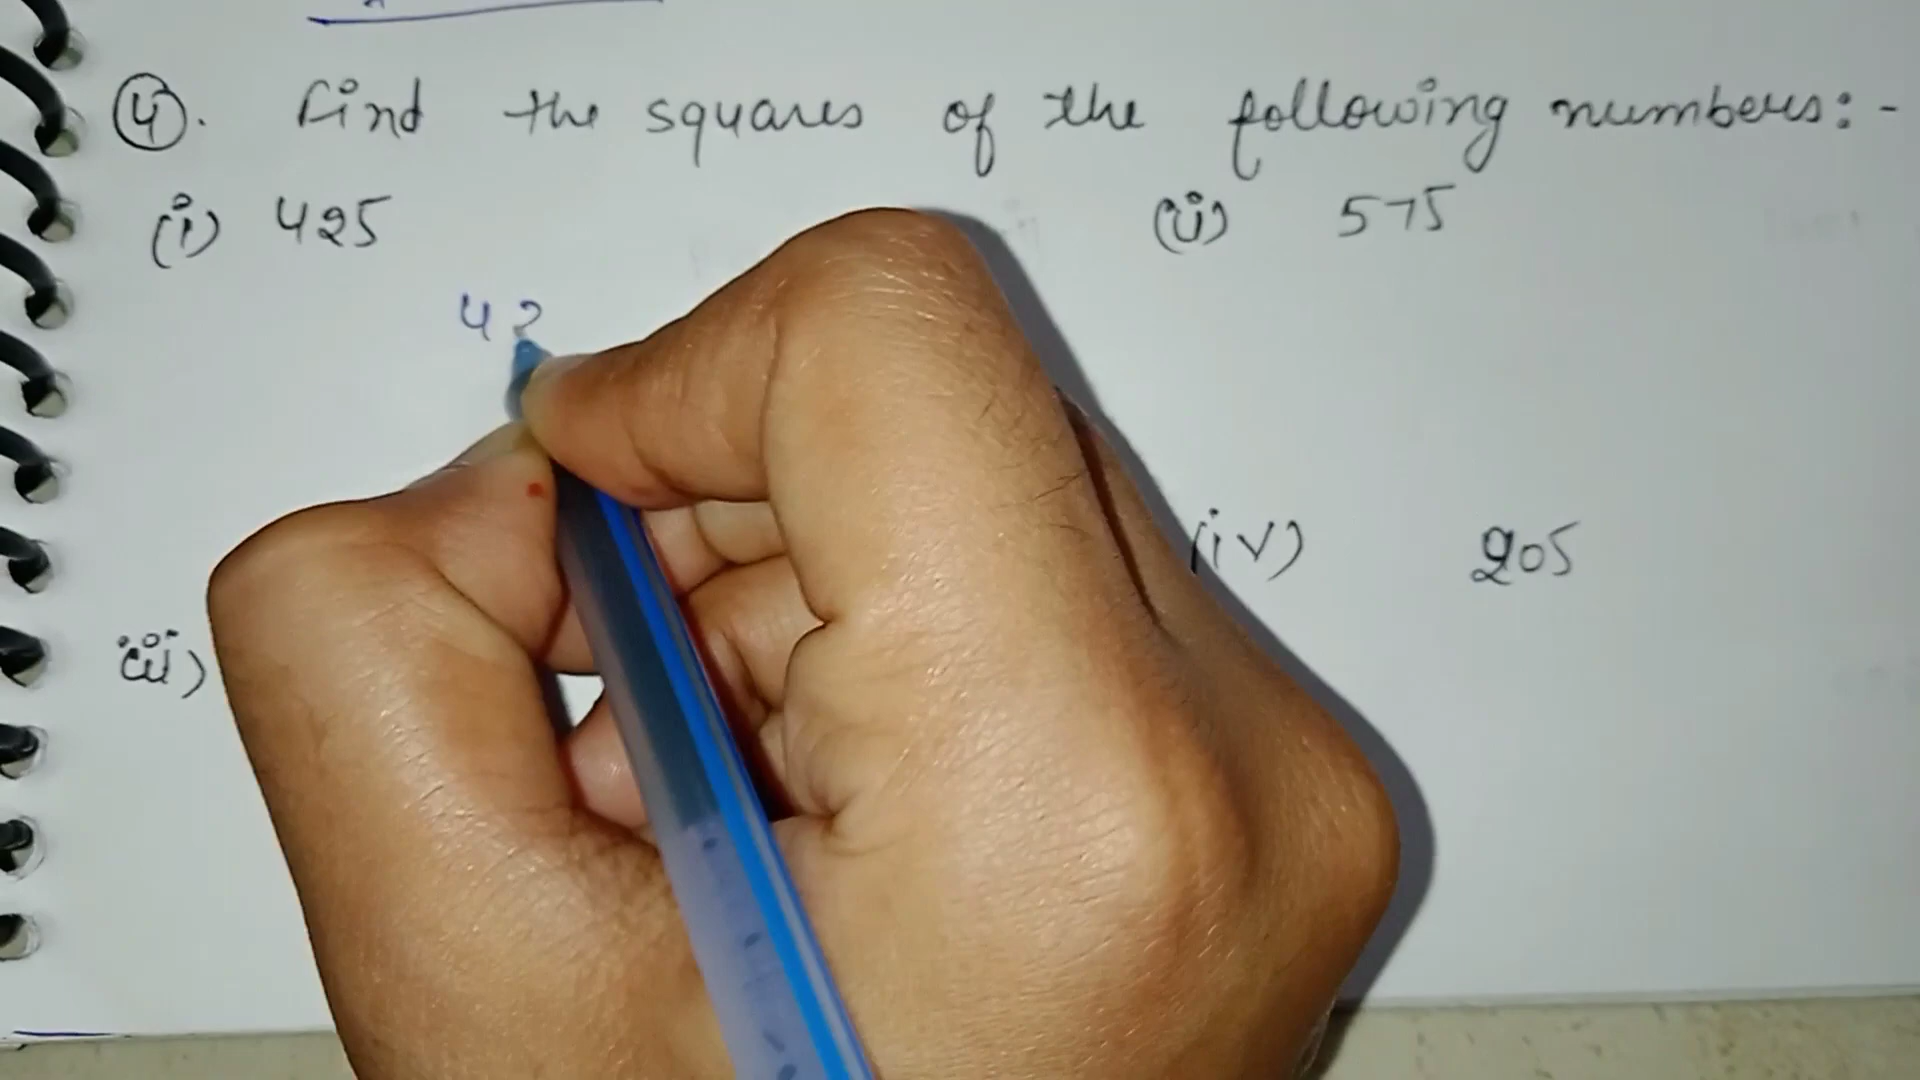 4. Find the squares of the following numbers:-
(i) 425 (ii) 575
42
(iv) 205
(iii)